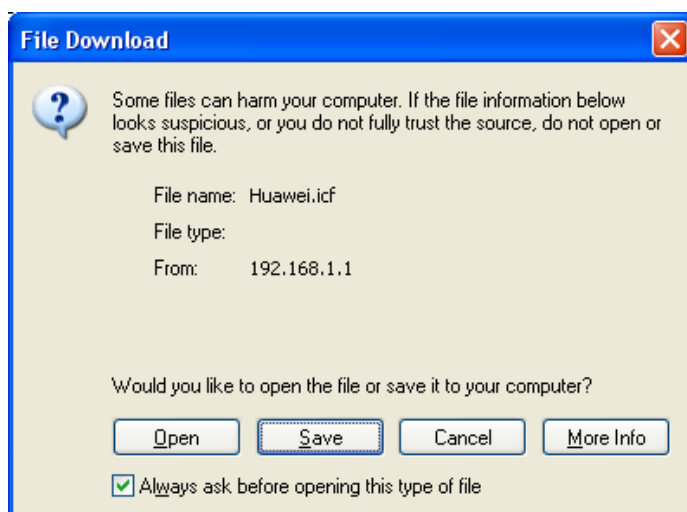 File Download
Some files can harm your computer. If the file information below
looks suspicious, or you do not fully trust the source, do not open or
save this file.
File name: Huawei.icf
File type:
From: 192.168.1.1
Would you like to open the file or save it to your computer?
Open Save Cancel More Info
Always ask before opening this type of file